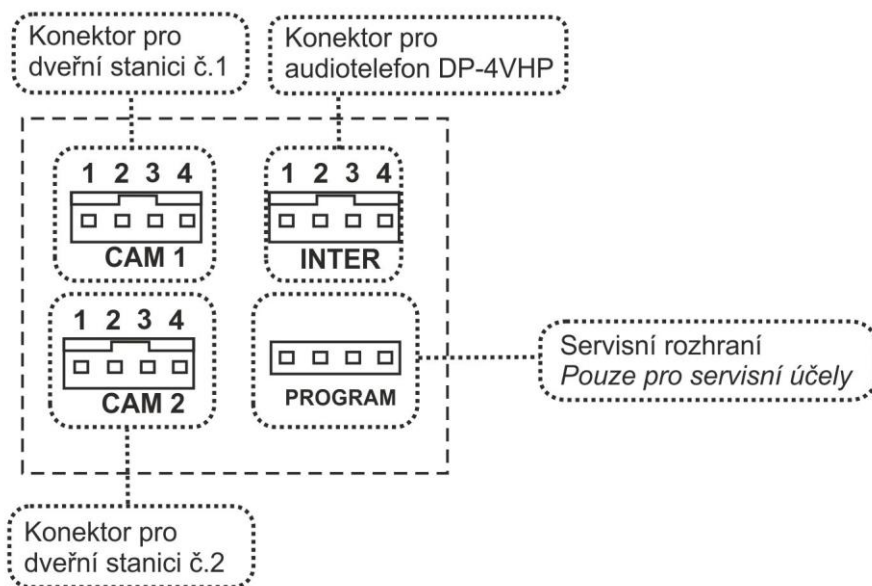 Konektor pro
dveřní stanici č.1
Konektor pro
audiotelefon DP-4VHP
1 2 3 4
CAM 1
1 2 3 4
INTER
1 2 3 4
CAM 2
PROGRAM
Servisní rozhraní
Pouze pro servisní účely
Konektor pro
dveřní stanici č.2